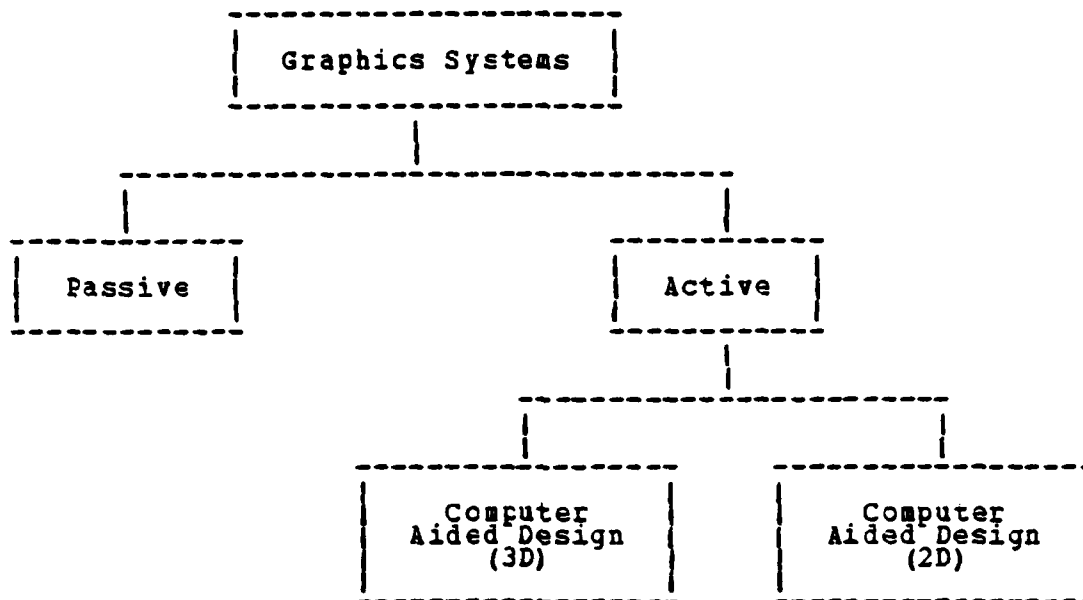 Graphics Systems
Passive
Active
Computer
Aided Design
(3D)
Computer
Aided Design
(2D)